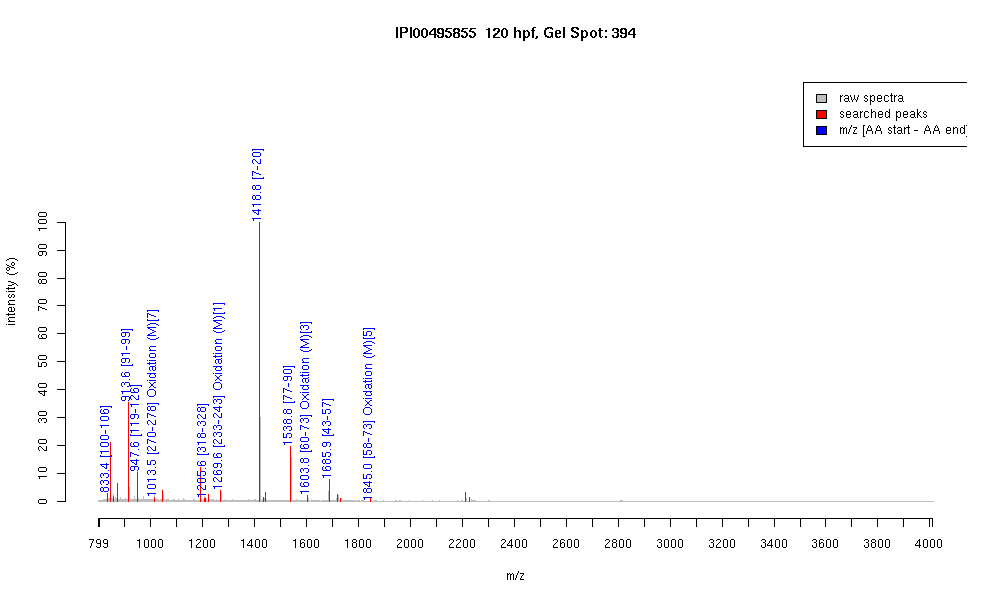 IPI00495855  120 hpf, Gel Spot: 394
raw spectra
searched peaks
m/z [AA start - AA end]
intensity (%)
100
90
80
70
60
50
40
30
20
10
0
833.4 [100-106]
913.6 [91-99]
947.6 [119-126]
1013.5 [270-278] Oxidation (M)[7]
1205.6 [318-328]
1269.6 [233-243] Oxidation (M)[1]
1418.8 [7-20]
1538.8 [77-90]
1603.8 [60-73] Oxidation (M)[3]
1685.9 [43-57]
1845.0 [58-73] Oxidation (M)[5]
799 1000 1200 1400 1600 1800 2000 2200 2400 2600 2800 3000 3200 3400 3600 3800 4000
m/z